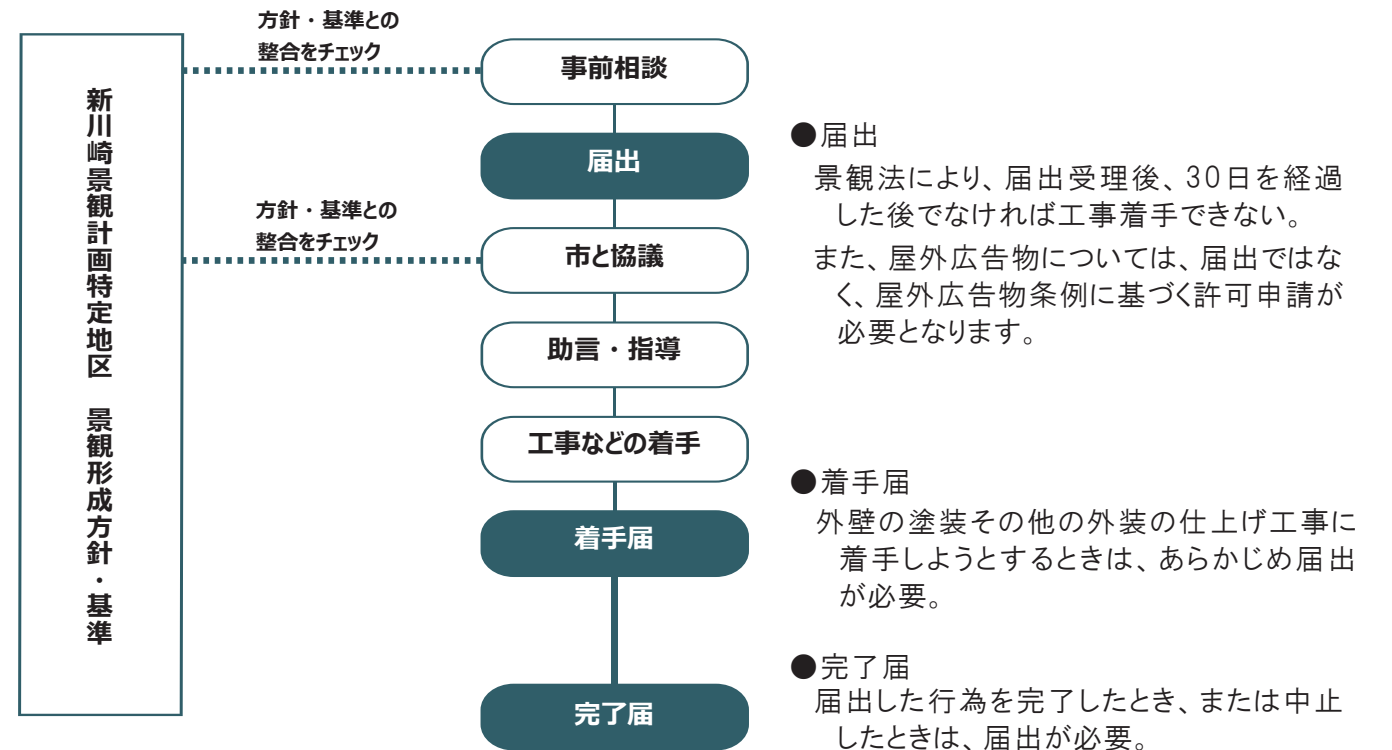 新川崎景観計画特定地区　景観形成方針・基準
方針・基準との
整合をチェック
事前相談
届出
方針・基準との
整合をチェック
市と協議
助言・指導
工事などの着手
着手届
完了届
●届出
景観法により、届出受理後、30日を経過
した後でなければ工事着手できない。
また、屋外広告物については、届出ではな
く、屋外広告物条例に基づく許可申請が
必要となります。
●着手届
外壁の塗装その他の外装の仕上げ工事に
着手しようとするときは、あらかじめ届出
が必要。
●完了届
届出した行為を完了したとき、または中止
したときは、届出が必要。